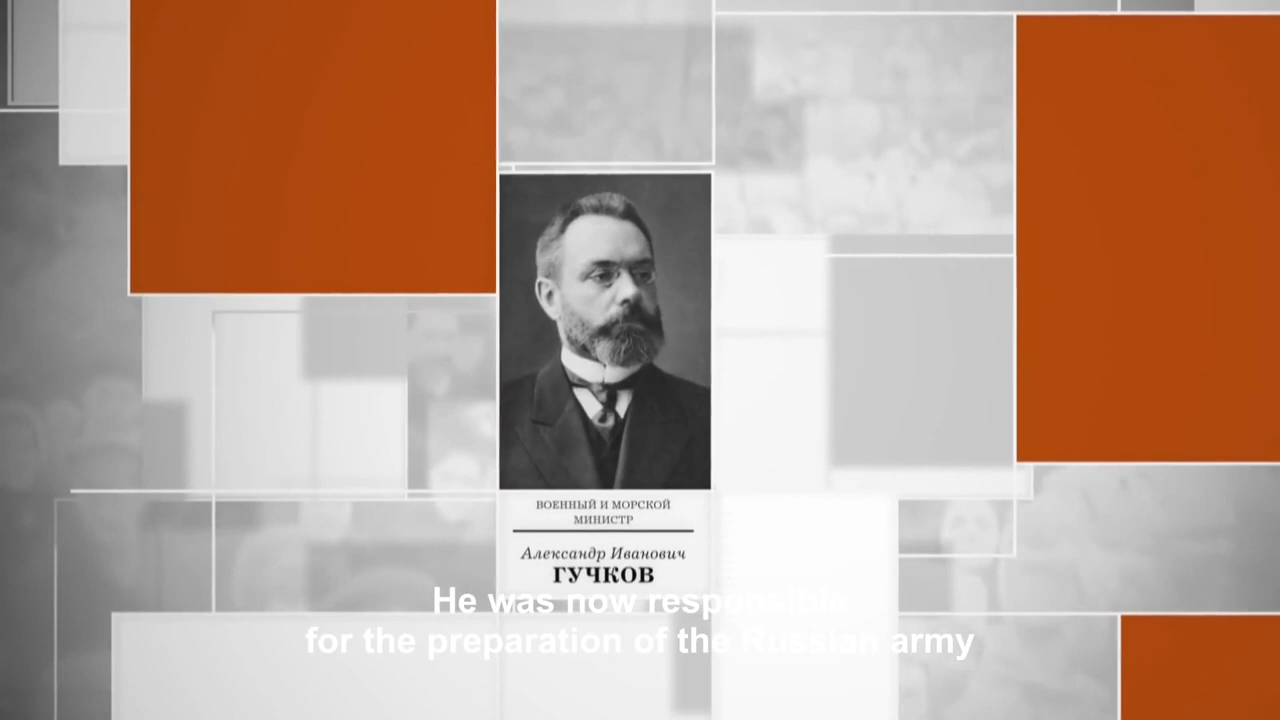 ВОЕННЫЙ И МОРСКОЙ
МИНИСТР
Александр Иванович
ГУЧКОВ
He was now responsible
for the preparation of the Russian army